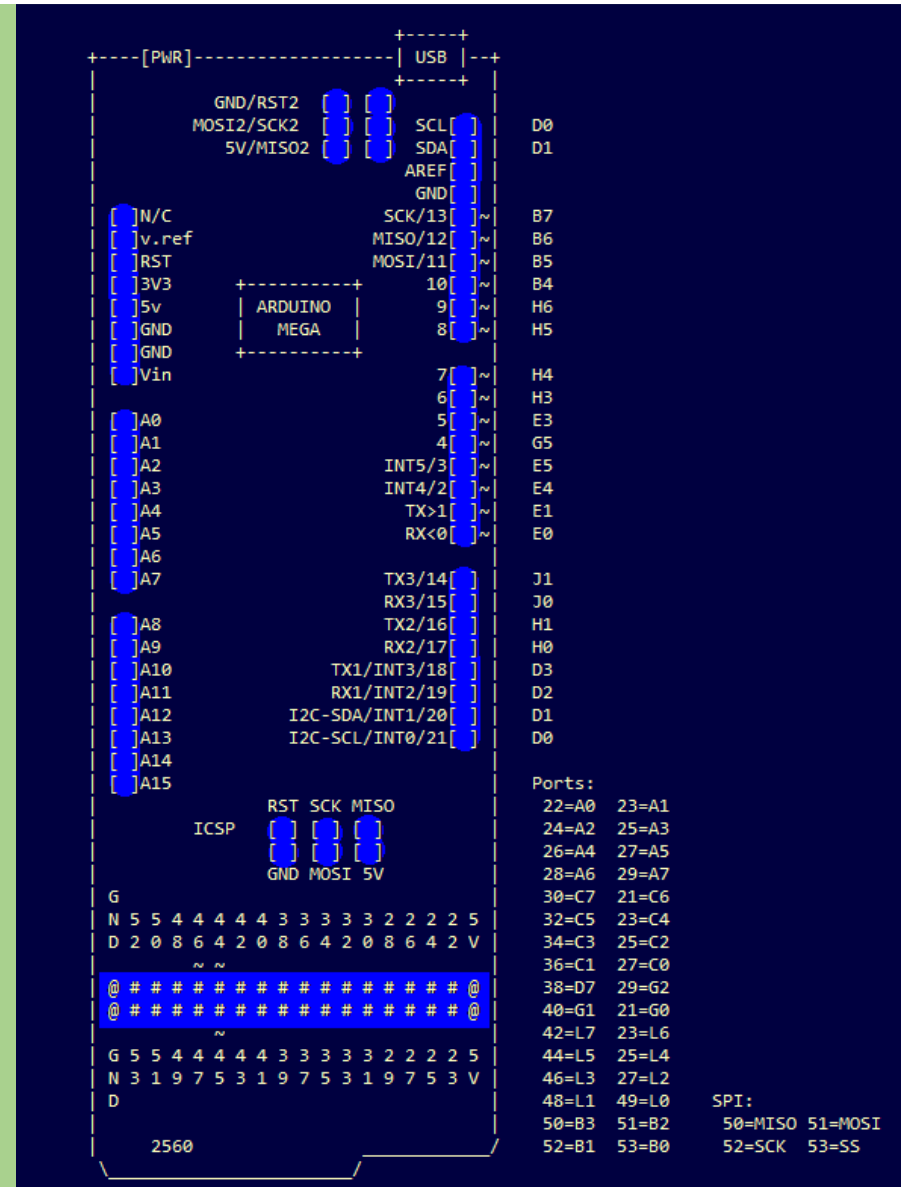 +-----+
+----[PWR]-------------------| USB |--+
| +-----+ |
| GND/RST2 [ ] [ ] |
| MOSI2/SCK2 [ ] [ ] SCL[ ] | D0
| 5V/MISO2 [ ] [ ] SDA[ ] | D1
| AREF[ ] |
| GND[ ] |
| [ ]N/C SCK/13[ ]~| B7
| [ ]v.ref MISO/12[ ]~| B6
| [ ]RST MOSI/11[ ]~| B5
| [ ]3V3 +----------+ 10[ ]~| B4
| [ ]5v | ARDUINO | 9[ ]~| H6
| [ ]GND | MEGA | 8[ ]~| H5
| [ ]GND +----------+ |
| [ ]Vin 7[ ]~| H4
| 6[ ]~| H3
| [ ]A0 5[ ]~| E3
| [ ]A1 4[ ]~| G5
| [ ]A2 INT5/3[ ]~| E5
| [ ]A3 INT4/2[ ]~| E4
| [ ]A4 TX>1[ ]~| E1
| [ ]A5 RX<0[ ]~| E0
| [ ]A6 |
| [ ]A7 TX3/14[ ] | J1
| RX3/15[ ] | J0
| [ ]A8 TX2/16[ ] | H1
| [ ]A9 RX2/17[ ] | H0
| [ ]A10 TX1/INT3/18[ ] | D3
| [ ]A11 RX1/INT2/19[ ] | D2
| [ ]A12 I2C-SDA/INT1/20[ ] | D1
| [ ]A13 I2C-SCL/INT0/21[ ] | D0
| [ ]A14 |
| [ ]A15 | Ports:
| RST SCK MISO | 22=A0 23=A1
| ICSP [ ] [ ] [ ] | 24=A2 25=A3
| [ ] [ ] [ ] | 26=A4 27=A5
| GND MOSI 5V | 28=A6 29=A7
| G | 30=C7 21=C6
| N 5 5 4 4 4 4 4 3 3 3 3 3 2 2 2 2 5 | 32=C5 23=C4
| D 2 0 8 6 4 2 0 8 6 4 2 0 8 6 4 2 V | 34=C3 25=C2
| ~ ~ | 36=C1 27=C0
| @ # # # # # # # # # # # # # # # # @ | 38=D7 29=G2
| @ # # # # # # # # # # # # # # # # @ | 40=G1 21=G0
| ~ | 42=L7 23=L6
| G 5 5 4 4 4 4 4 3 3 3 3 3 2 2 2 2 5 | 44=L5 25=L4
| N 3 1 9 7 5 3 1 9 7 5 3 1 9 7 5 3 V | 46=L3 27=L2
| D | 48=L1 49=L0 SPI:
| | 50=B3 51=B2 50=MISO 51=MOSI
| 2560 ____________/ 52=B1 53=B0 52=SCK 53=SS
\_______________________/